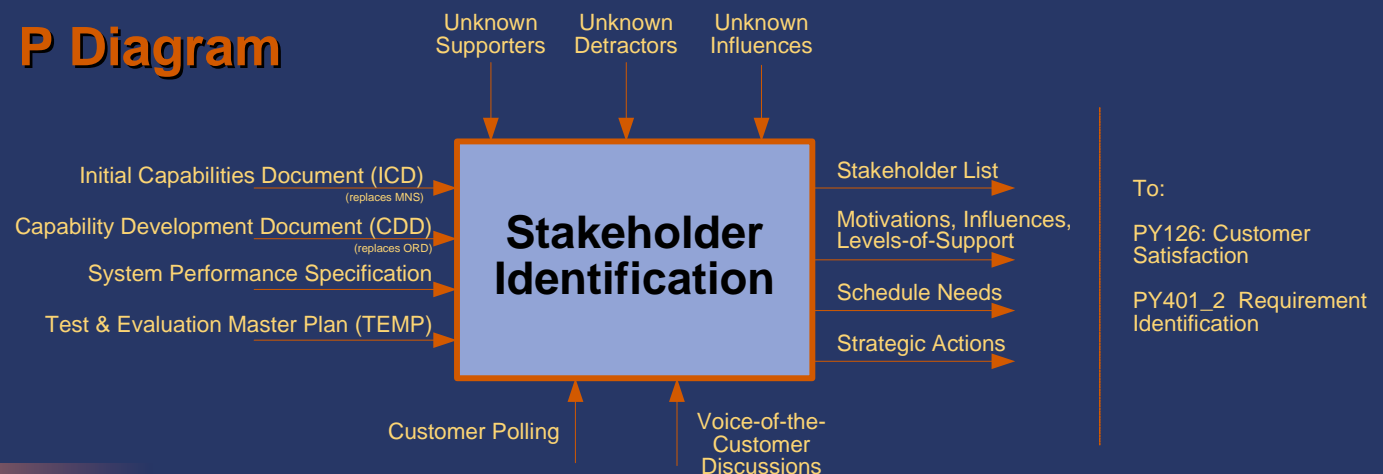 P Diagram
Unknown
Supporters
Unknown
Detractors
Unknown
Influences
Initial Capabilities Document (ICD)
(replaces MNS)
Capability Development Document (CDD)
(replaces ORD)
System Performance Specification
Test & Evaluation Master Plan (TEMP)
Stakeholder
Identification
Stakeholder List
Motivations, Influences,
Levels-of-Support
Schedule Needs
Strategic Actions
To:
PY126: Customer
Satisfaction
PY401_2 Requirement
Identification
Customer Polling
Voice-of-the-
Customer
Discussions